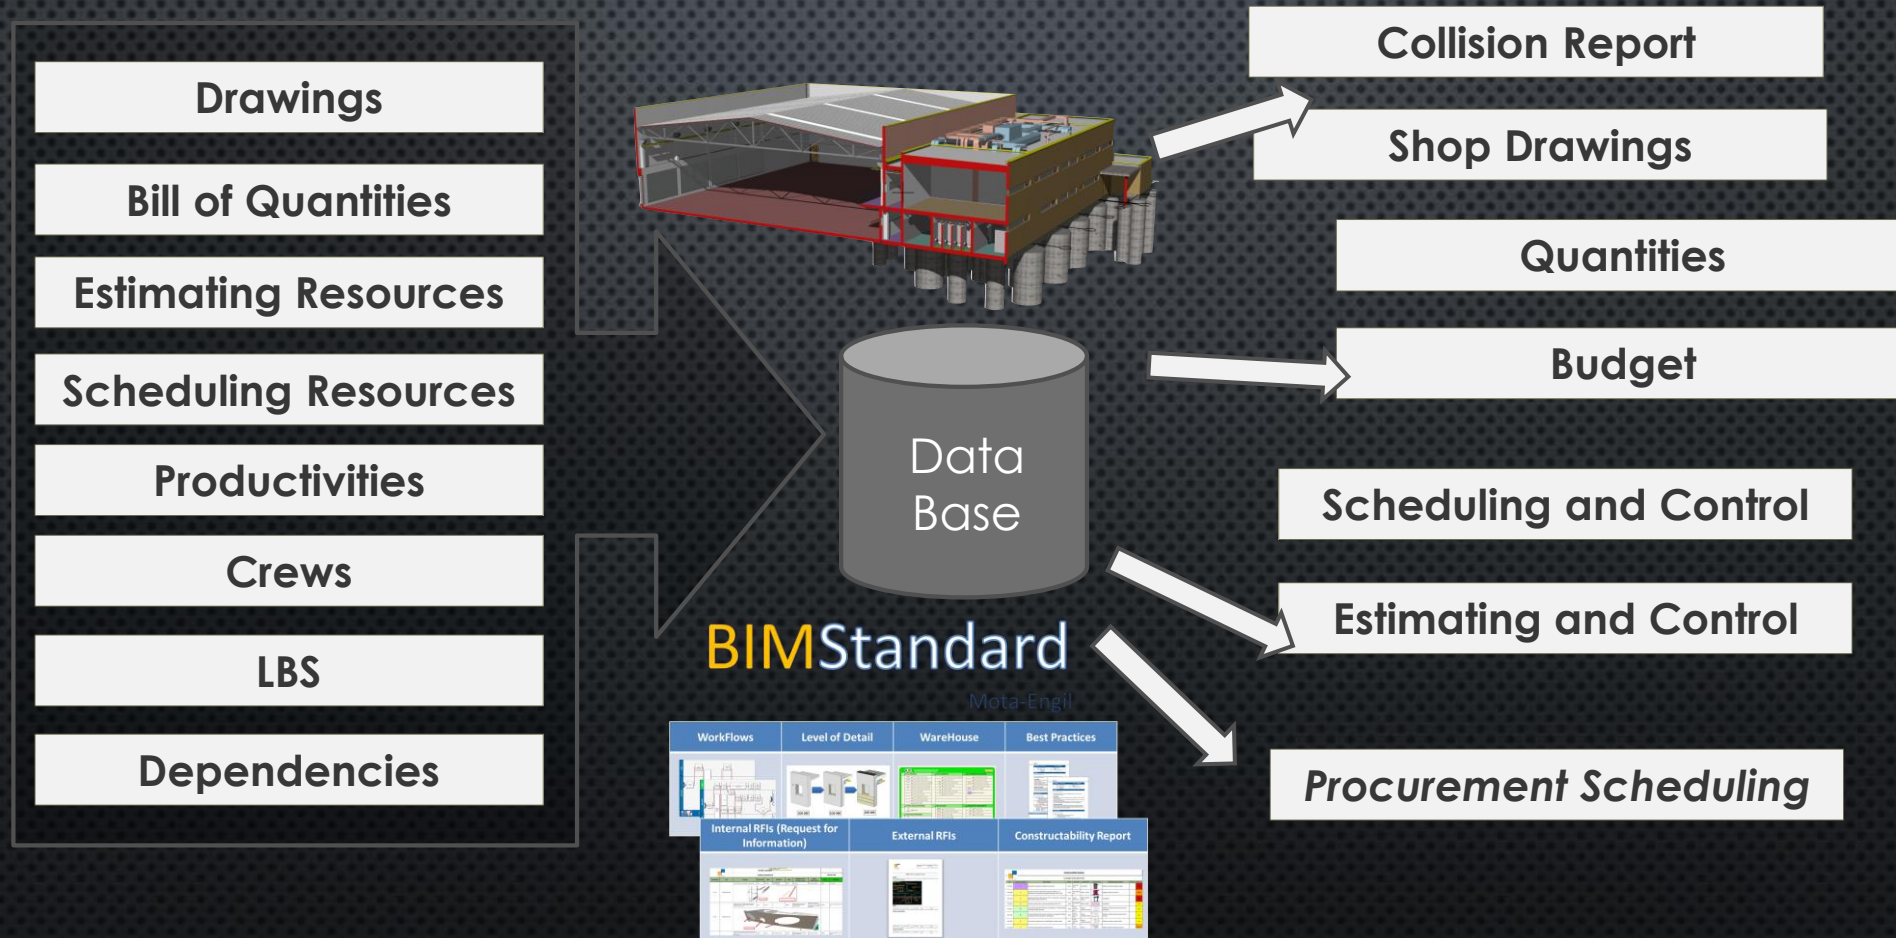 Drawings
Bill of Quantities
Estimating Resources
Scheduling Resources
Productivities
Crews
LBS
Dependencies
Data
Base
BIMStandard
Mota-Engil
WorkFlows
Level of Detail
WareHouse
Best Practices
Internal RFIs (Request for
Information)
External RFIs
Constructability Report
Collision Report
Shop Drawings
Quantities
Budget
Scheduling and Control
Estimating and Control
Procurement Scheduling